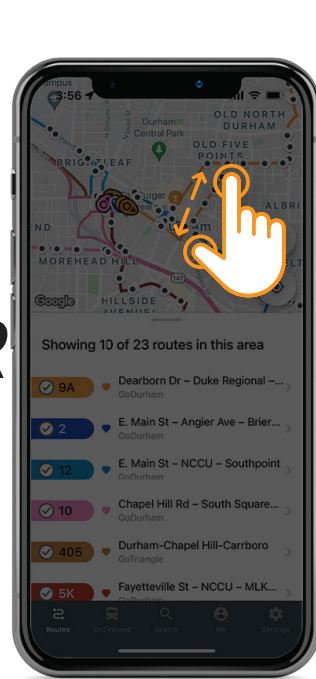 3:56
Durham
Central Park
OLD NORTH
DURHAM
OLD FIVE
POINTS
BRIGHTLEAF
ALBRI
MOREHEAD HILL
147
Google
HILLSIDE
Showing 10 of 23 routes in this area
9A Dearborn Dr – Duke Regional –...
GoDurham
2 E. Main St – Angier Ave – Brier...
GoDurham
12 E. Main St – NCCU – Southpoint
GoDurham
10 Chapel Hill Rd – South Square...
GoDurham
405 Durham-Chapel Hill-Carrboro
GoTriangle
5K Fayetteville St – NCCU – MLK...
Routes OnDemand Search Me Settings